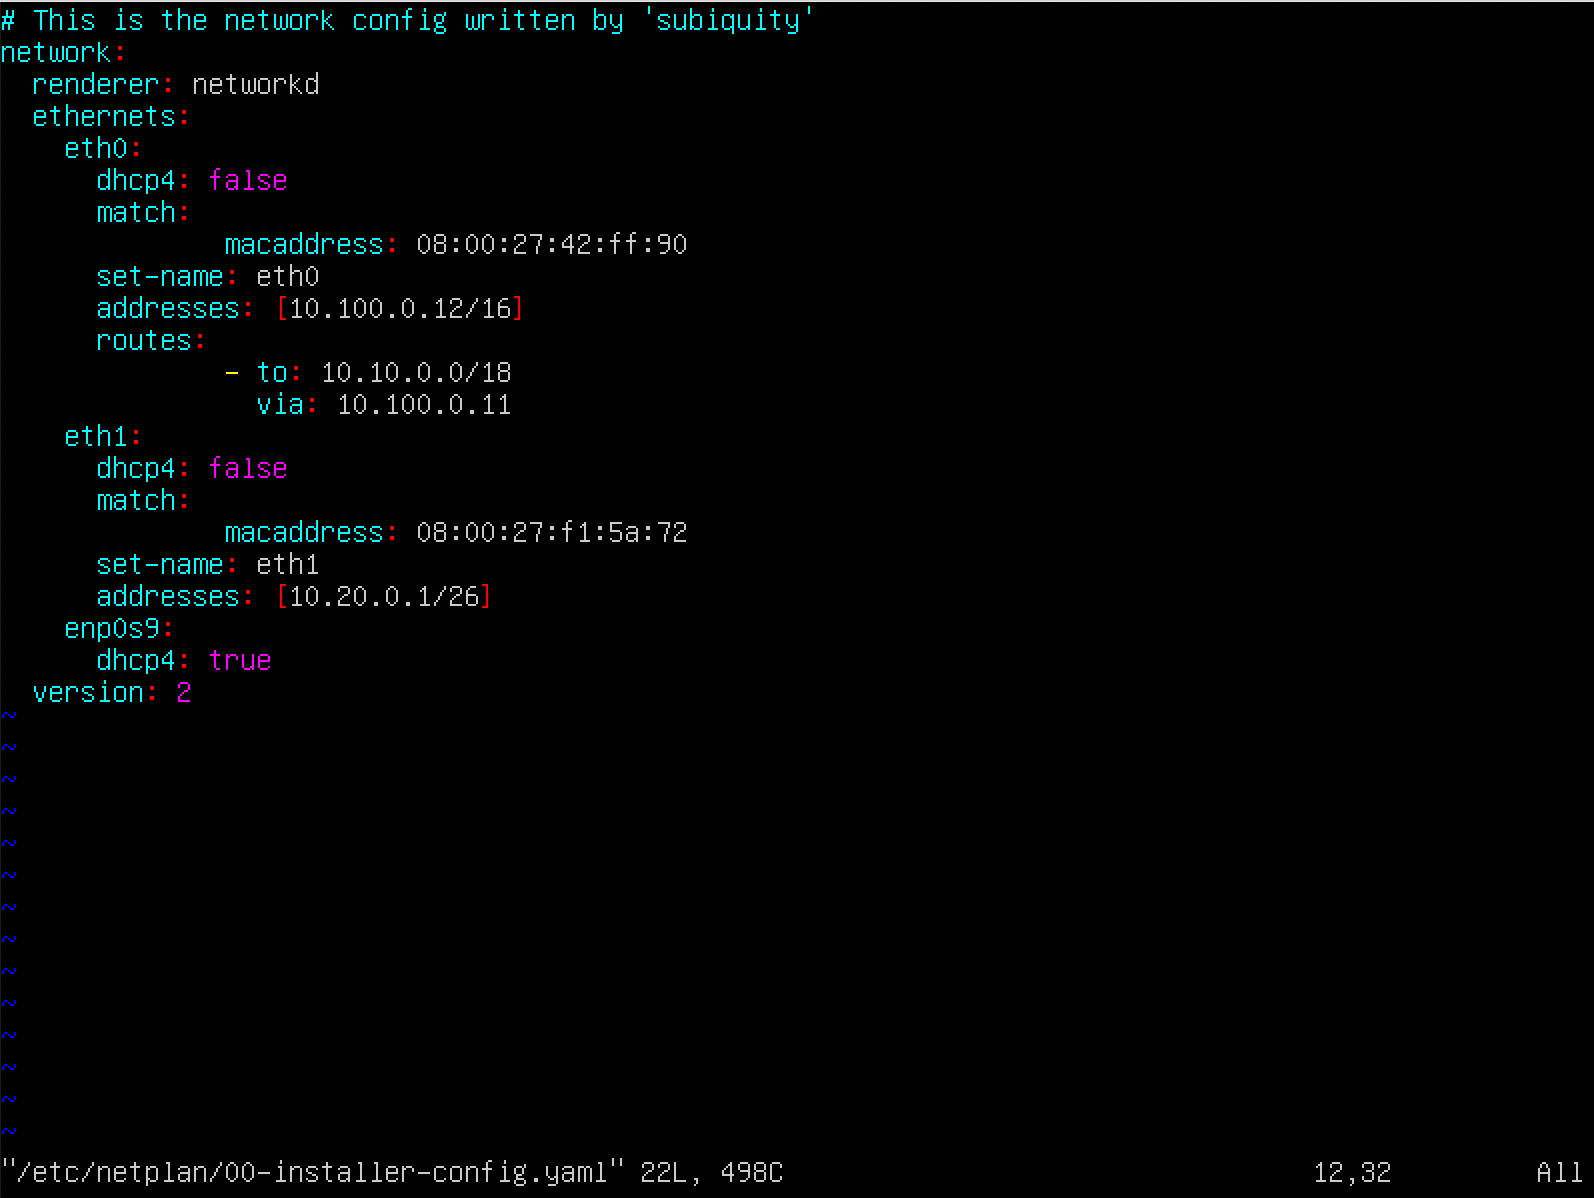 # This is the network config written by 'subiquity'
network:
  renderer: networkd
  ethernets:
    eth0:
      dhcp4: false
      match:
              macaddress: 08:00:27:42:ff:90
      set-name: eth0
      addresses: [10.100.0.12/16]
      routes:
              - to: 10.10.0.0/18
                via: 10.100.0.11
    eth1:
      dhcp4: false
      match:
              macaddress: 08:00:27:f1:5a:72
      set-name: eth1
      addresses: [10.20.0.1/26]
    enp0s9:
      dhcp4: true
  version: 2
~
~
~
~
~
~
~
~
~
~
~
~
~
~
"/etc/netplan/00-installer-config.yaml" 22L, 498C 12,32 All